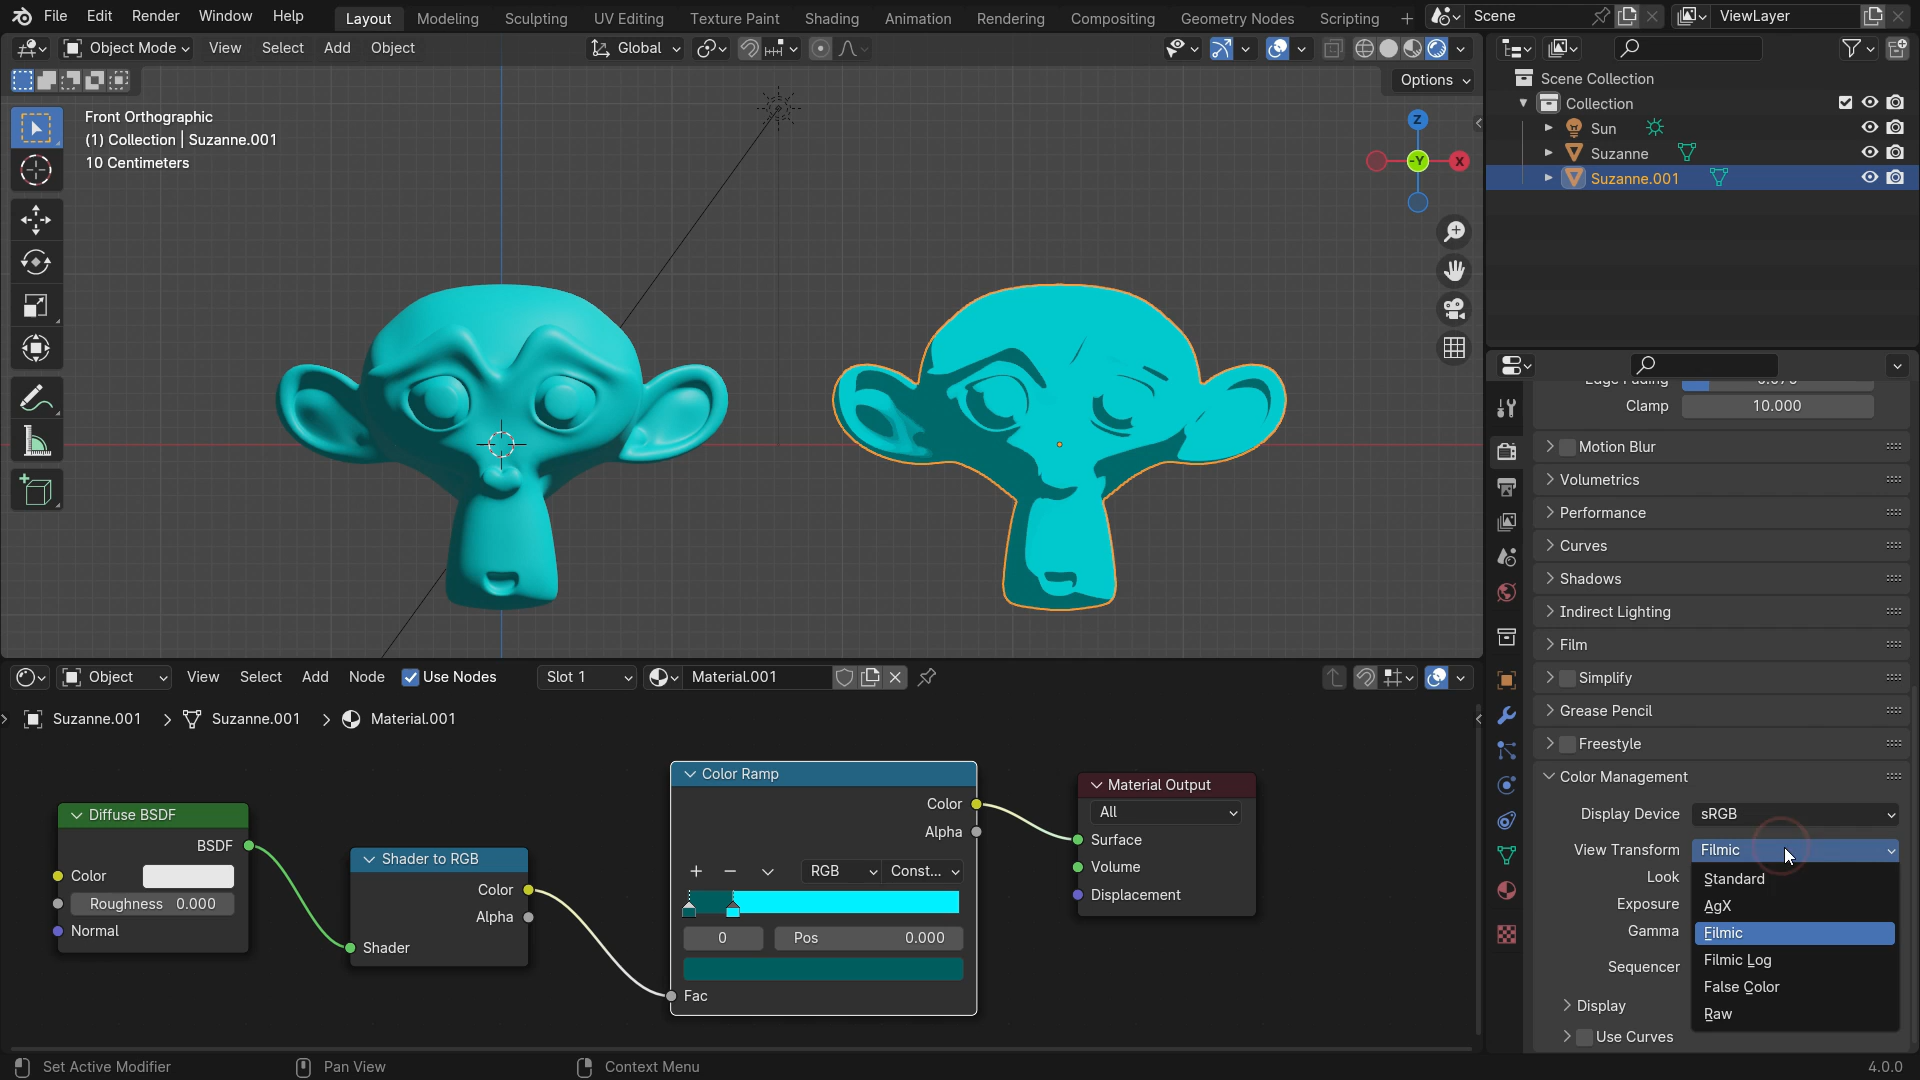 File Edit Render Window Help
Layout Modeling Sculpting UV Editing Texture Paint Shading Animation Rendering Compositing Geometry Nodes Scripting +
Scene
ViewLayer
Object Mode View Select Add Object
Global
Options
Front Orthographic
(1) Collection | Suzanne.001
10 Centimeters
Z
-Y
X
Scene Collection
Collection
Sun
Suzanne
Suzanne.001
Clamp 10.000
Motion Blur
Volumetrics
Performance
Curves
Shadows
Indirect Lighting
Film
Simplify
Grease Pencil
Freestyle
Color Management
Display Device sRGB
View Transform Filmic
Look
Exposure
Gamma
Sequencer
Display
Use Curves
Standard
AgX
Filmic
Filmic Log
False Color
Raw
Object View Select Add Node Use Nodes Slot 1 Material.001
Suzanne.001 > Suzanne.001 > Material.001
Diffuse BSDF
BSDF
Color
Roughness 0.000
Normal
Shader to RGB
Color
Alpha
Shader
Color Ramp
Color
Alpha
+ − RGB Const...
0 Pos 0.000
Fac
Material Output
All
Surface
Volume
Displacement
Set Active Modifier Pan View Context Menu 4.0.0